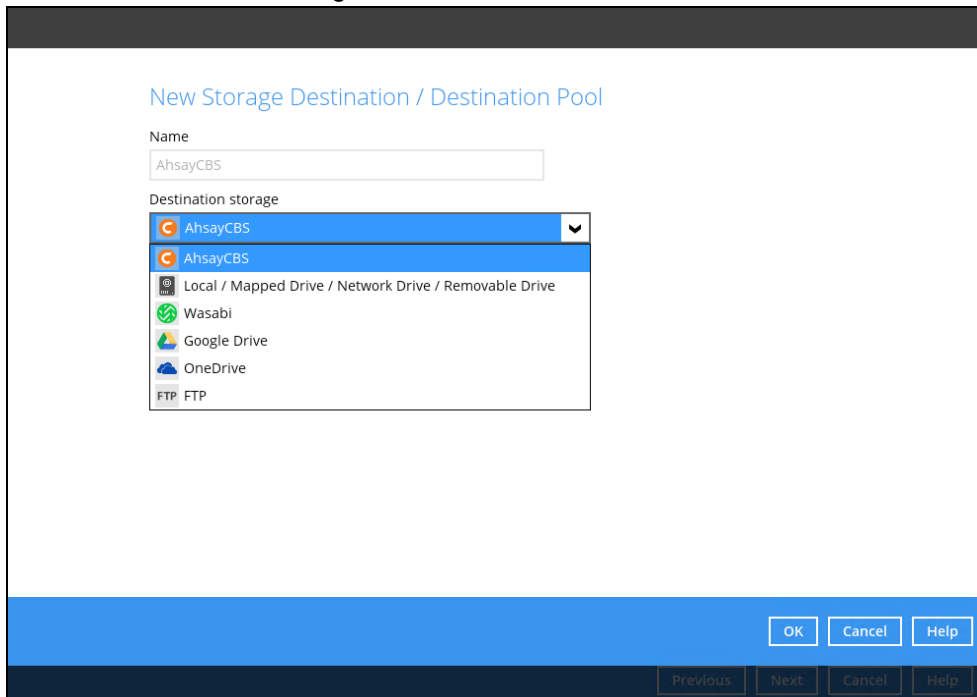 New Storage Destination / Destination Pool
Name
AhsayCBS
Destination storage
AhsayCBS
AhsayCBS
Local / Mapped Drive / Network Drive / Removable Drive
Wasabi
Google Drive
OneDrive
FTP FTP
OK Cancel Help
Previous Next Cancel Help